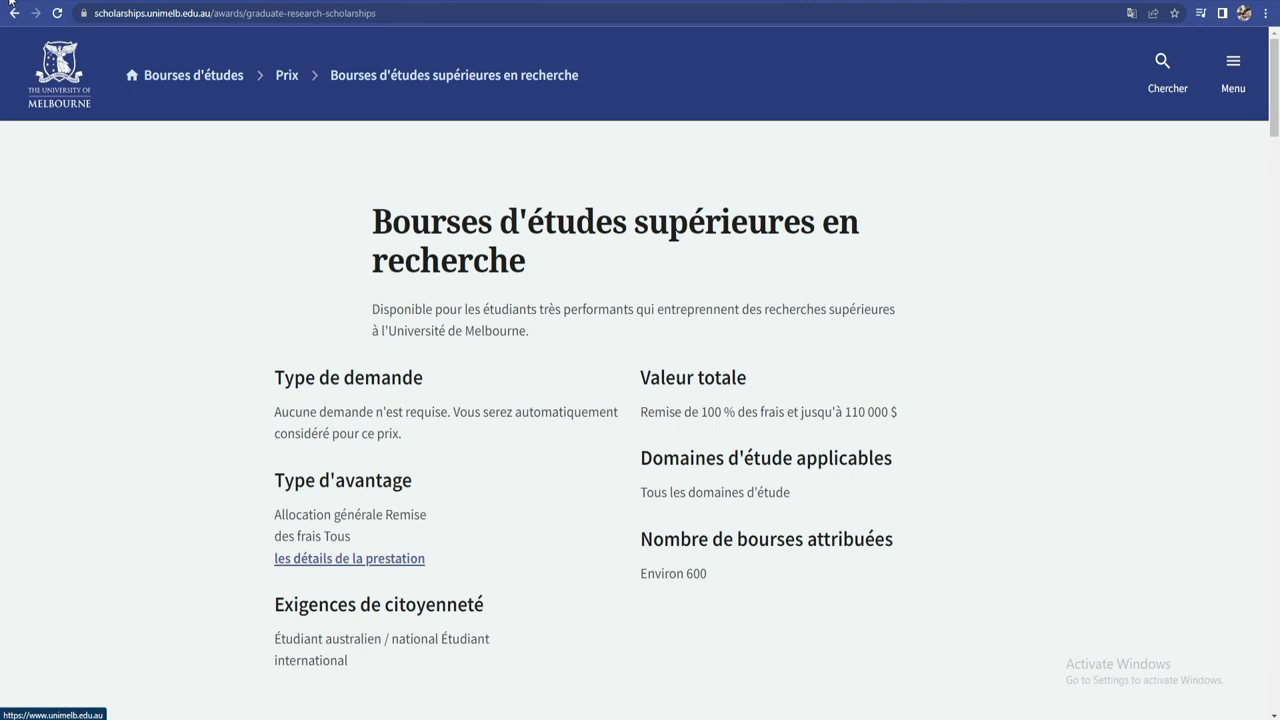 scholarships.unimelb.edu.au/awards/graduate-research-scholarships
THE UNIVERSITY OF
MELBOURNE
Bourses d'études
Prix
Bourses d'études supérieures en recherche
Chercher
Menu
Bourses d'études supérieures en
recherche
Disponible pour les étudiants très performants qui entreprennent des recherches supérieures
à l'Université de Melbourne.
Type de demande
Aucune demande n'est requise. Vous serez automatiquement
considéré pour ce prix.
Type d'avantage
Allocation générale Remise
des frais Tous
les détails de la prestation
Exigences de citoyenneté
Étudiant australien / national Étudiant
international
Valeur totale
Remise de 100 % des frais et jusqu'à 110 000 $
Domaines d'étude applicables
Tous les domaines d'étude
Nombre de bourses attribuées
Environ 600
Activate Windows
Go to Settings to activate Windows.
https://www.unimelb.edu.au